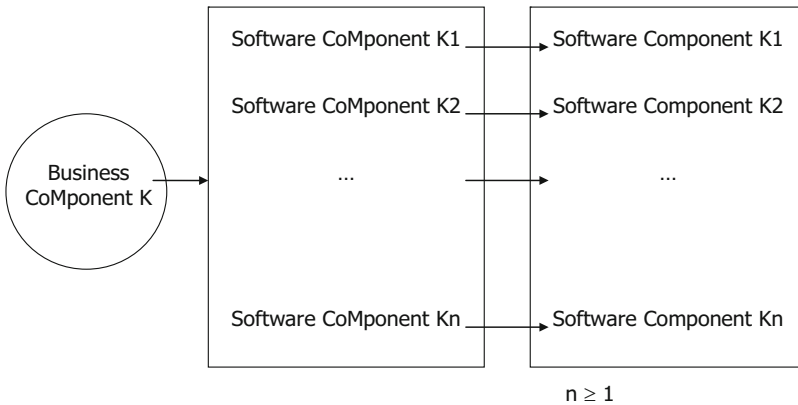 Software CoMponent K1
Software Component K1
Software CoMponent K2
Software Component K2
Business
CoMponent K
...
...
Software CoMponent Kn
Software Component Kn
n ≥ 1